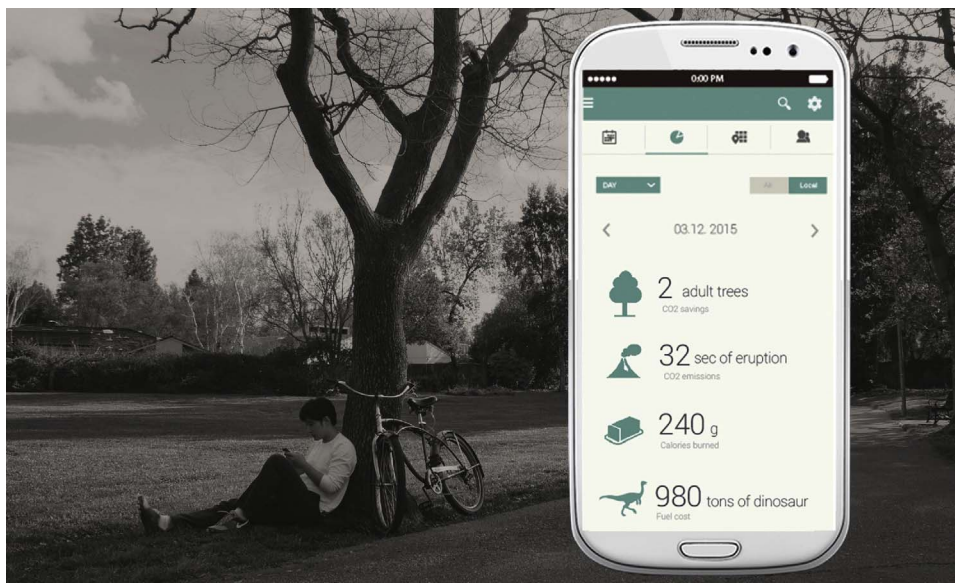 0:00 PM
DAY
All Local
03.12. 2015
2 adult trees
CO2 savings
32 sec of eruption
CO2 emissions
240 g
Calories burned
980 tons of dinosaur
Fuel cost